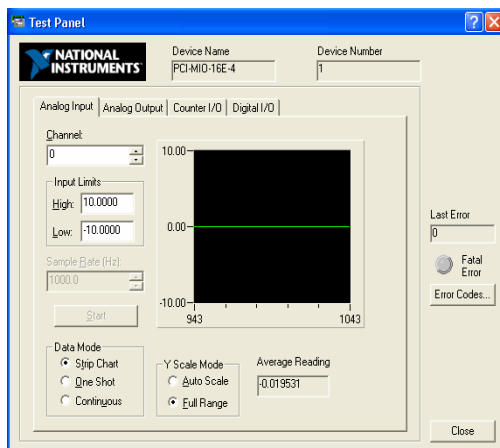 Test Panel
NATIONAL INSTRUMENTS
Device Name
PCI-MIO-16E-4
Device Number
1
Analog Input
Analog Output
Counter I/O
Digital I/O
Channel:
0
Input Limits
High: 10.0000
Low: -10.0000
Sample Rate (Hz):
1000.0
Start
10.00
0.00
-10.00
943
1043
Last Error
0
Fatal Error
Error Codes...
Data Mode
Strip Chart
One Shot
Continuous
Y Scale Mode
Auto Scale
Full Range
Average Reading
-0.019531
Close